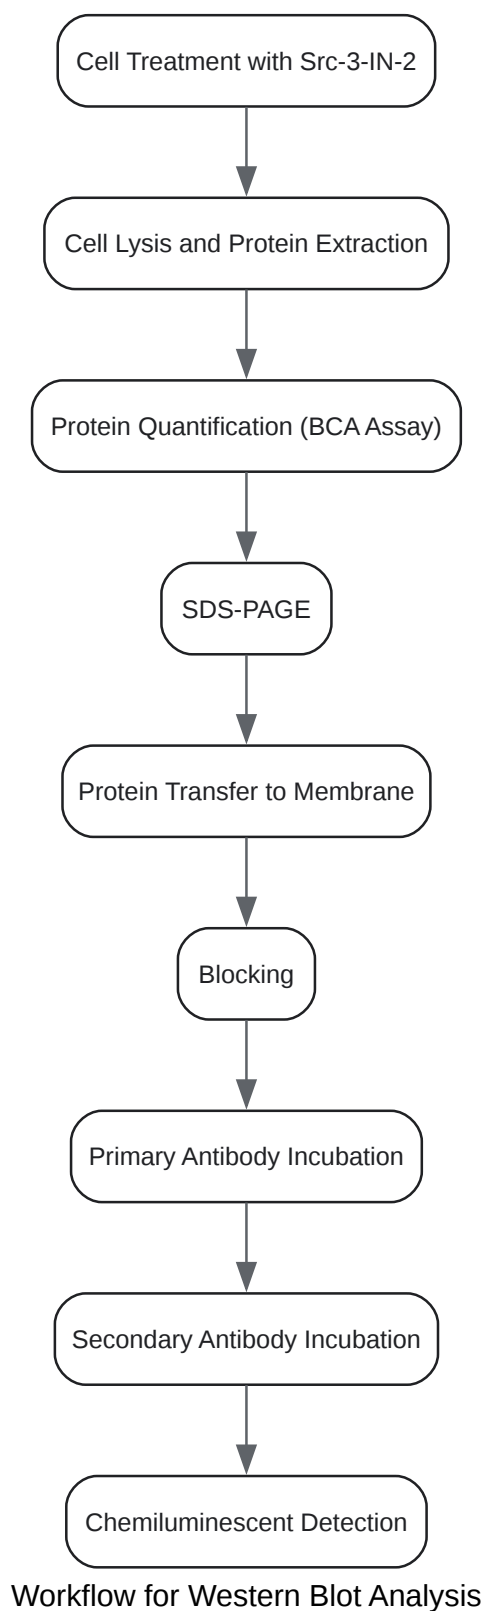 Cell Treatment with Src-3-IN-2
Cell Lysis and Protein Extraction
Protein Quantification (BCA Assay)
SDS-PAGE
Protein Transfer to Membrane
Blocking
Primary Antibody Incubation
Secondary Antibody Incubation
Chemiluminescent Detection
Workflow for Western Blot Analysis